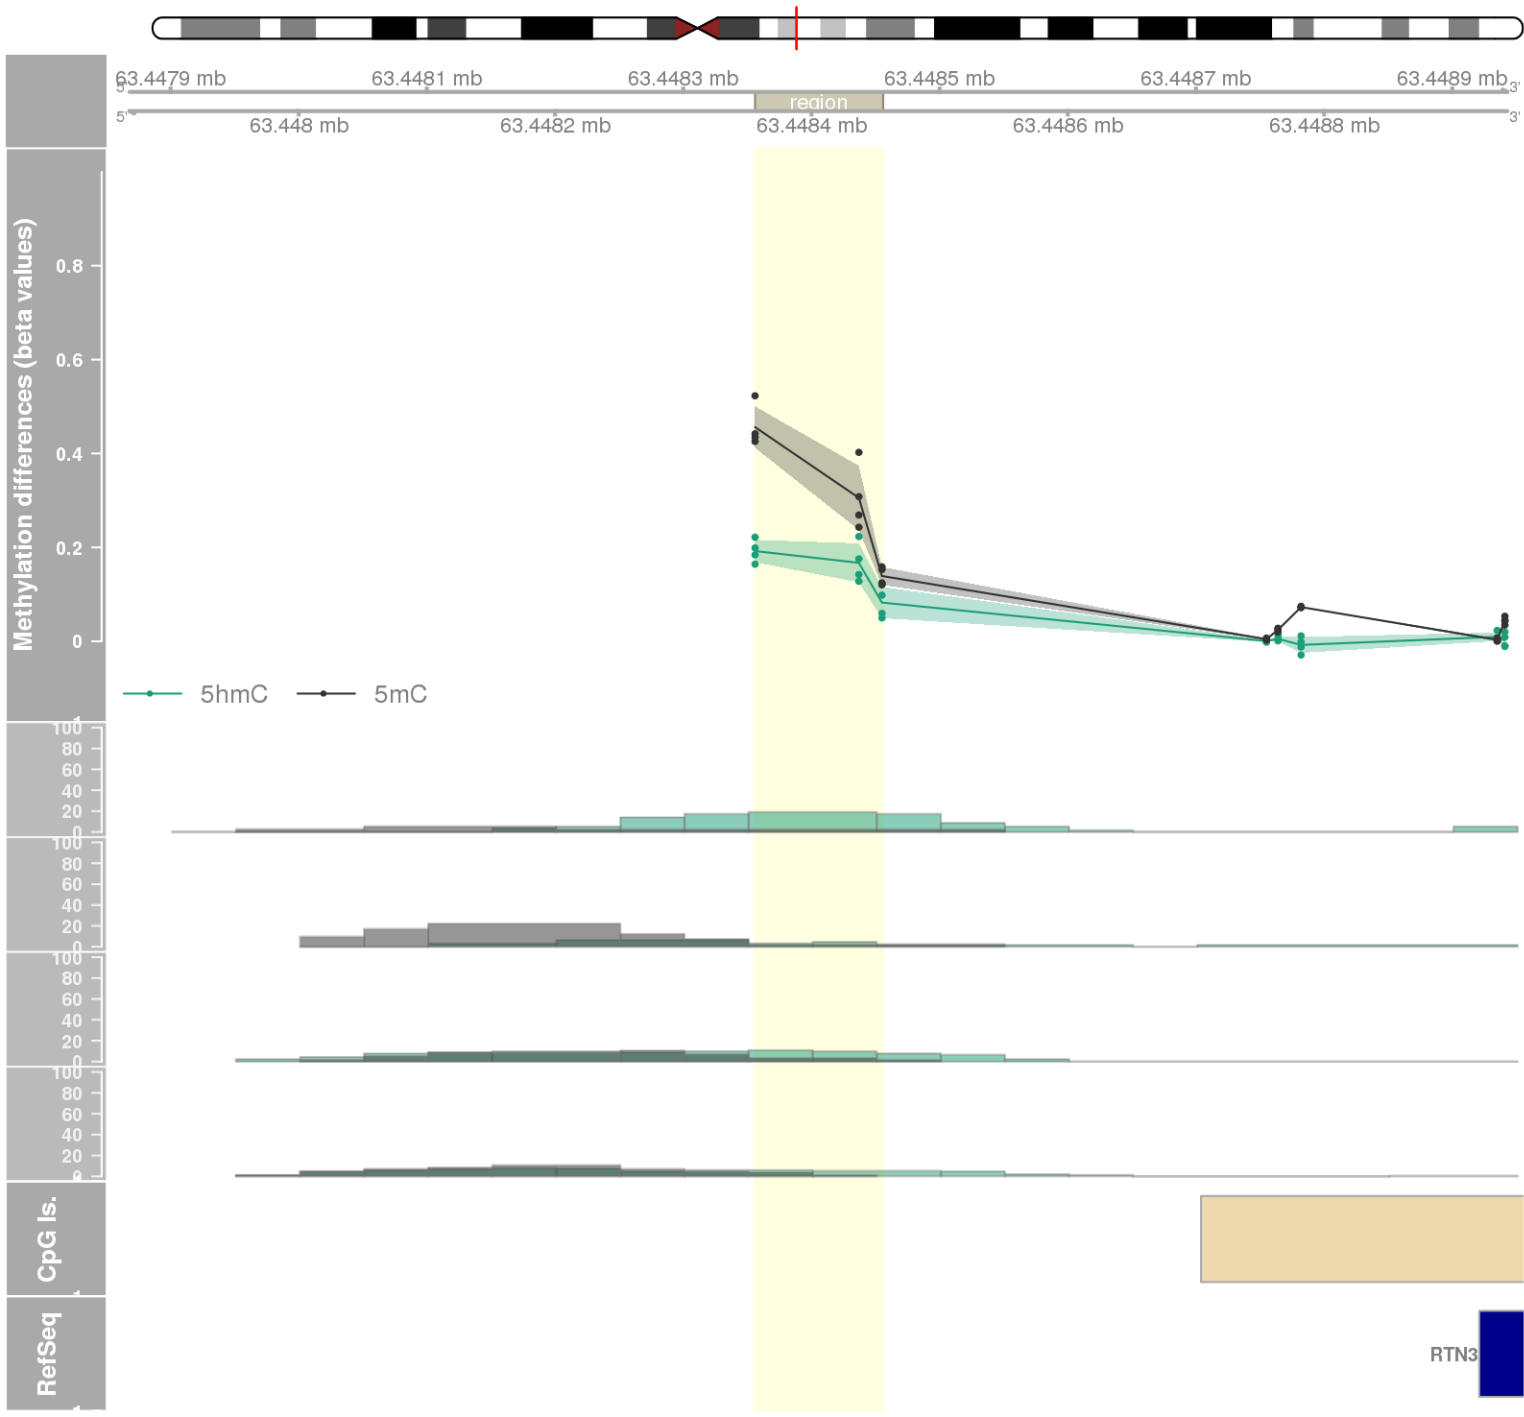 63.4479 mb
63.4481 mb
63.4483 mb
63.4485 mb
63.4487 mb
63.4489 mb
5'
3'
region
5'
3'
63.448 mb
63.4482 mb
63.4484 mb
63.4486 mb
63.4488 mb
Methylation differences (beta values)
0.8
0.6
0.4
0.2
0
5hmC
5mC
100
80
60
40
20
0
100
80
60
40
20
0
100
80
60
40
20
0
100
80
60
40
20
CpG Is.
RefSeq
RTN3